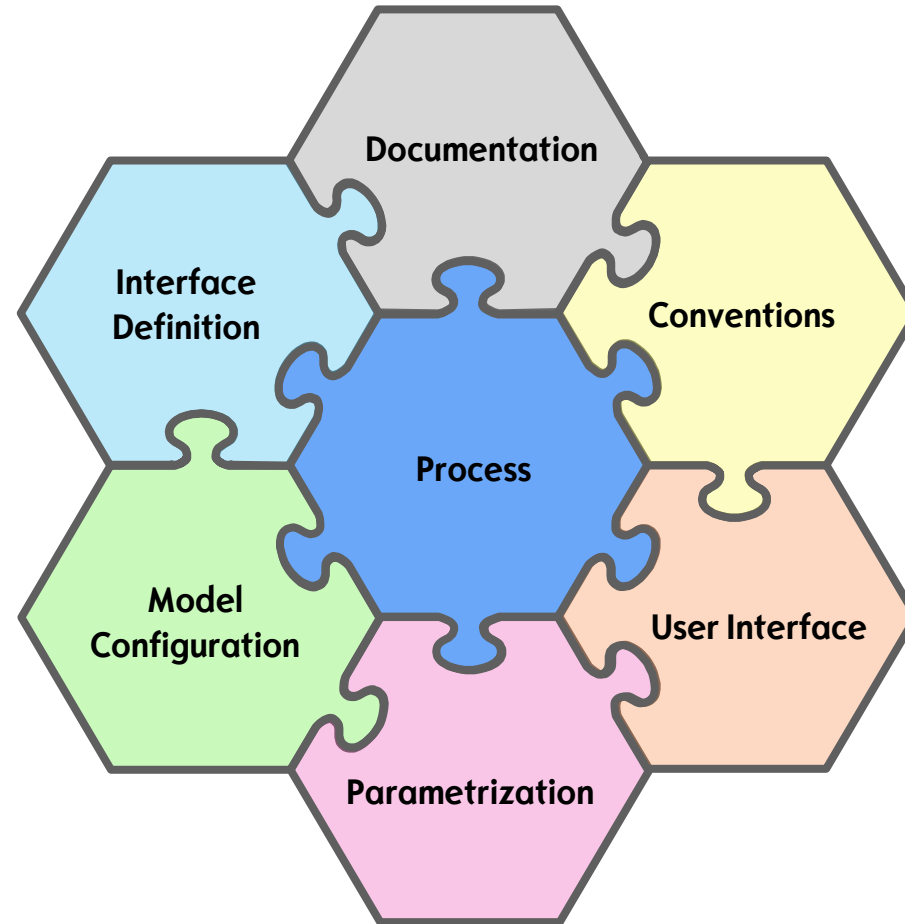 Documentation
Interface
Definition
Conventions
Process
Model
Configuration
User Interface
Parametrization